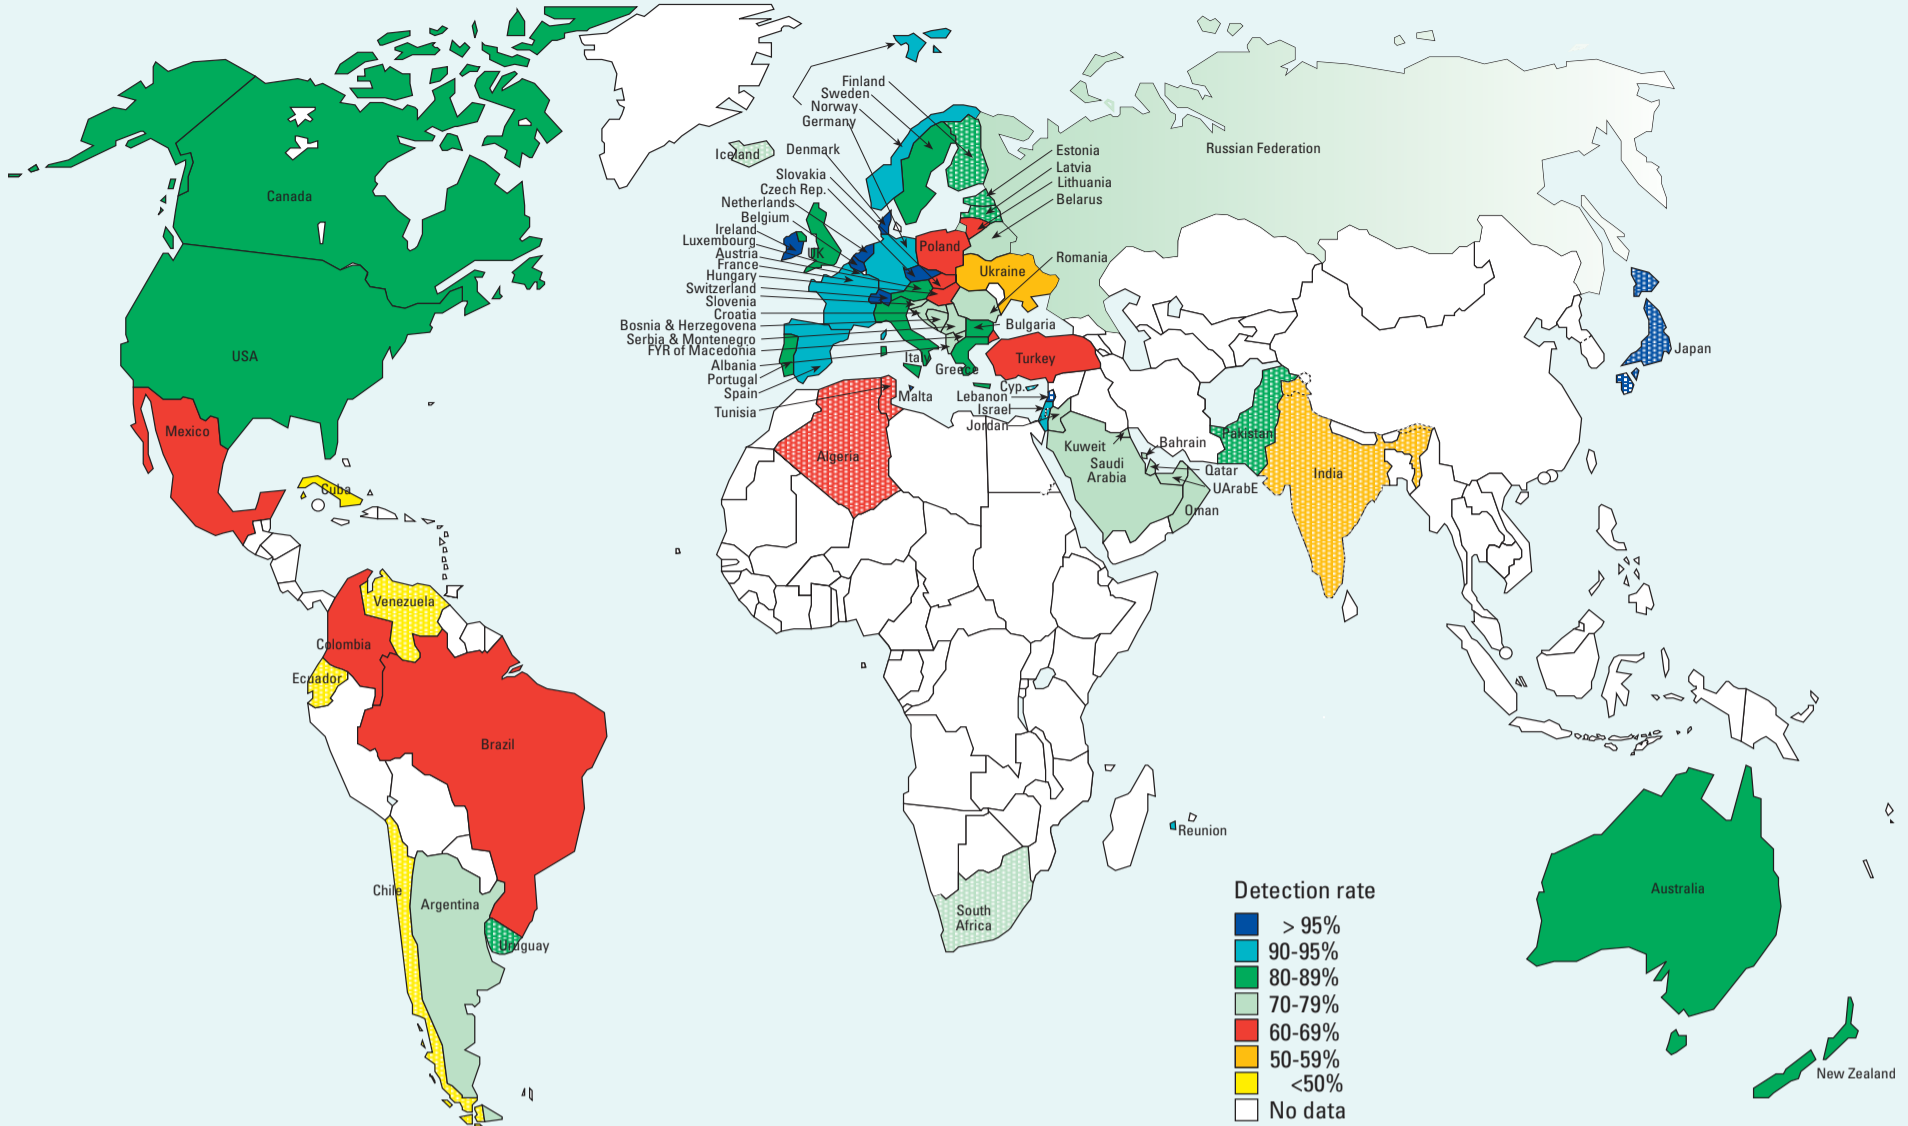 Finland
Sweden
Norway
Germany
Iceland
Denmark
Slovakia
Czech Rep.
Netherlands
Belgium
Ireland
Luxembourg
Austria
France
Hungary
Switzerland
Slovenia
Croatia
Bosnia & Herzegovena
Serbia & Montenegro
FYR of Macedonia
Albania
Portugal
Spain
Tunisia
UK
Poland
Ukraine
Estonia
Latvia
Lithuania
Belarus
Romania
Bulgaria
Russian Federation
Canada
USA
Mexico
Cuba
Italy
Greece
Turkey
Malta
Cyp.
Lebanon
Israel
Jordan
Japan
Algeria
Kuweit
Saudi
Arabia
Bahrain
Qatar
UArabE
Oman
Pakistan
India
Venezuela
Colombia
Ecuador
Brazil
Chile
Argentina
Uruguay
South
Africa
Reunion
Australia
New Zealand
Detection rate
> 95%
90-95%
80-89%
70-79%
60-69%
50-59%
<50%
No data